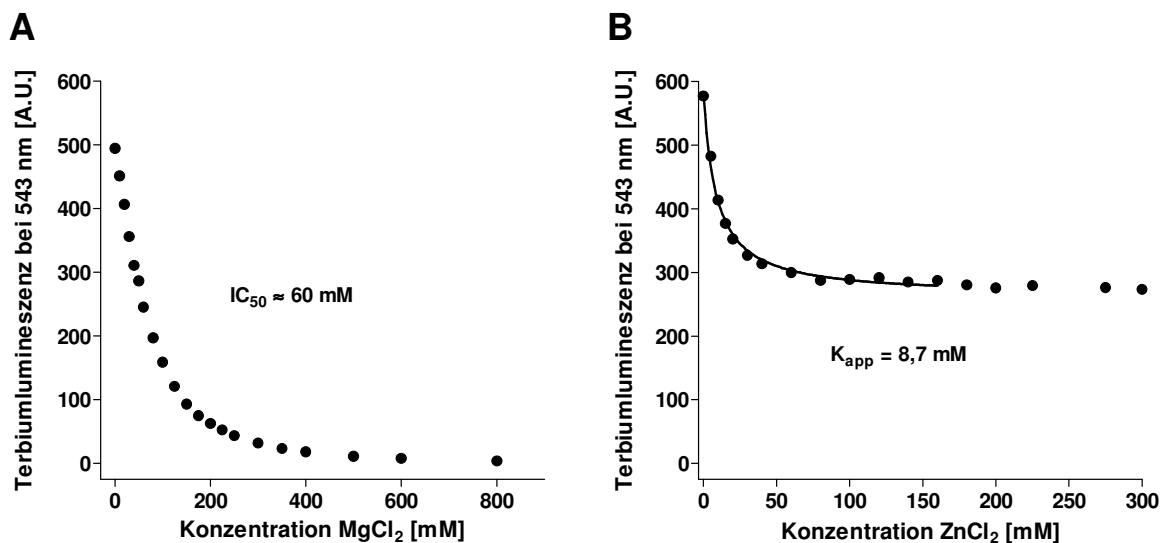 A
Terbiumlumineszenz bei 543 nm [A.U.]
600
500
400
300
200
100
0
IC50 ≈ 60 mM
0 200 400 600 800
Konzentration MgCl2 [mM]
B
Terbiumlumineszenz bei 543 nm [A.U.]
600
500
400
300
200
100
0
Kapp = 8,7 mM
0 50 100 150 200 250 300
Konzentration ZnCl2 [mM]